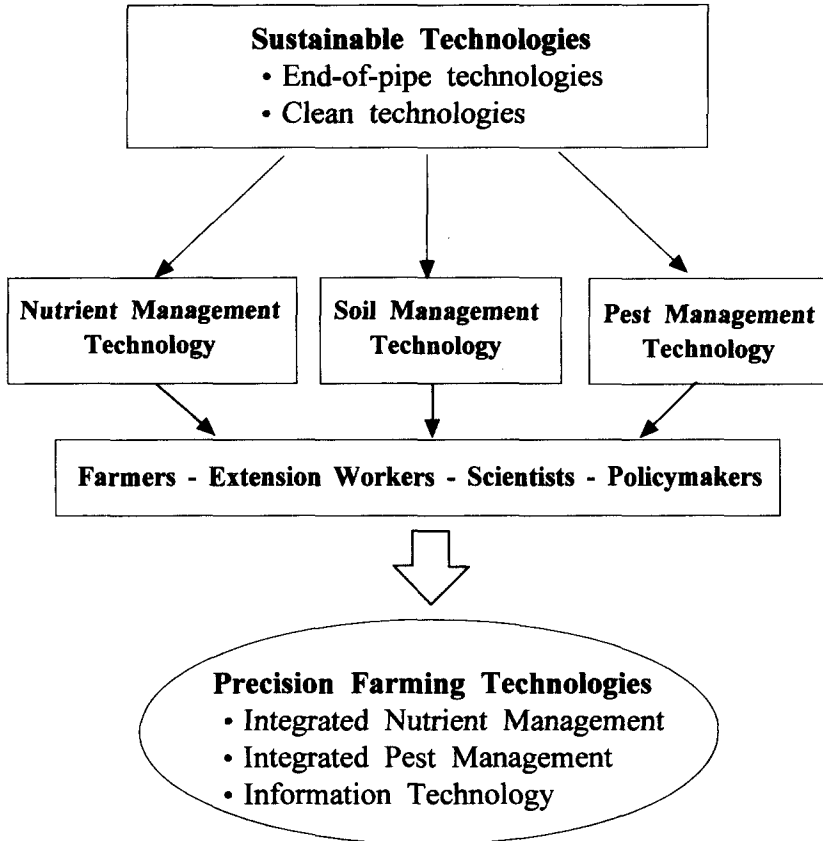 Sustainable Technologies
• End-of-pipe technologies
• Clean technologies
Nutrient Management
Technology
Soil Management
Technology
Pest Management
Technology
Farmers - Extension Workers - Scientists - Policymakers
Precision Farming Technologies
• Integrated Nutrient Management
• Integrated Pest Management
• Information Technology